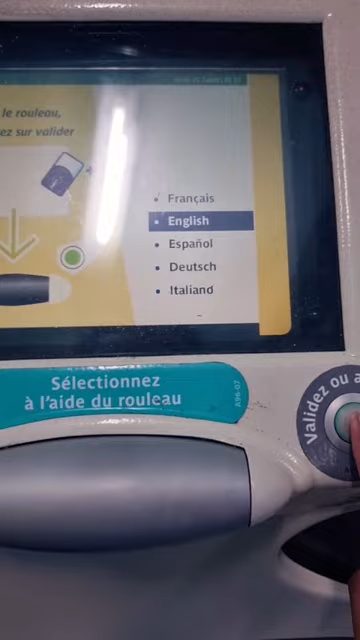 le rouleau,
ez sur valider
Français
English
Español
Deutsch
Italiand
Sélectionnez
à l'aide du rouleau
Validez ou a